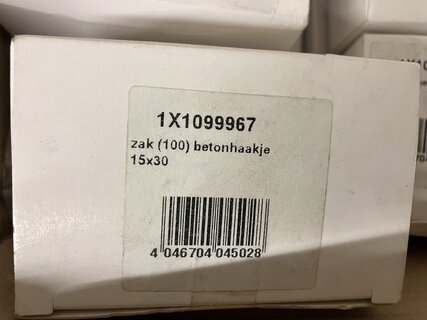 1X1099967
zak (100) betonhaakje
15x30
4 046704 045028